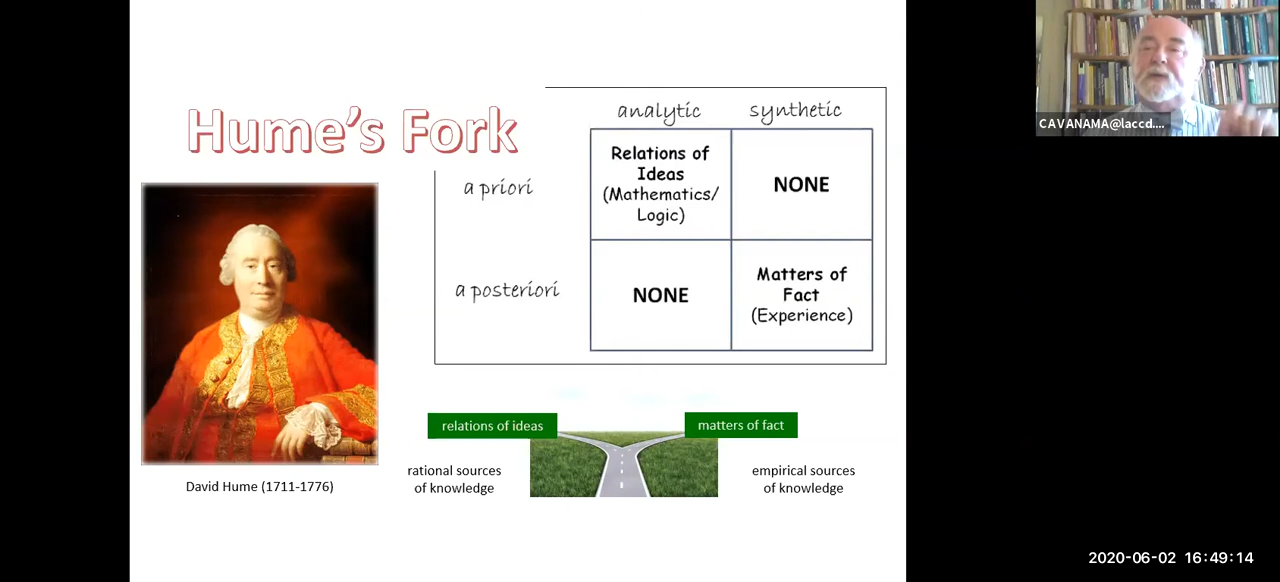 Hume's Fork
analytic synthetic
a priori
Relations of
Ideas
(Mathematics/
Logic)
NONE
a posteriori
NONE
Matters of
Fact
(Experience)
relations of ideas
matters of fact
rational sources
of knowledge
empirical sources
of knowledge
David Hume (1711-1776)
CAVANAMA@laccd....
2020-06-02 16:49:14